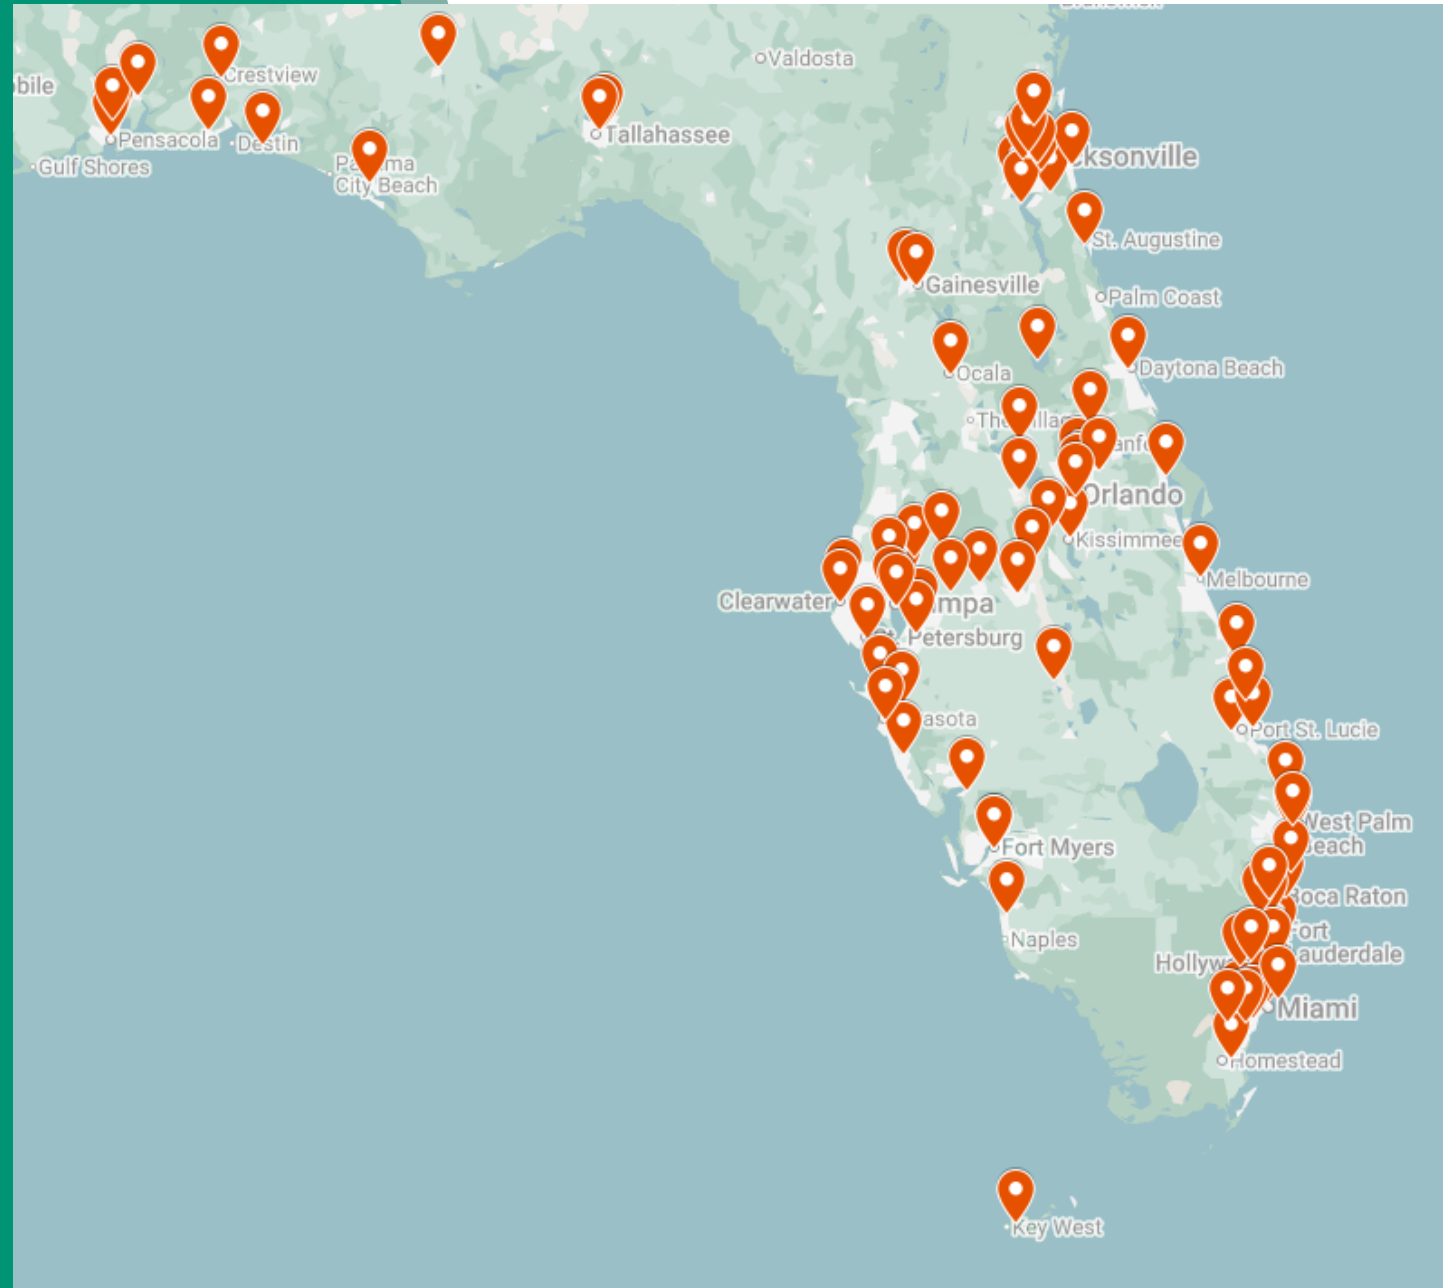 Valdosta
Crestview
Pensacola
Destin
Gulf Shores
City Beach
Tallahassee
St. Augustine
Gainesville
Palm Coast
Ocala
Daytona Beach
Orlando
Kissimmee
Melbourne
Clearwater
Petersburg
Port St. Lucie
West Palm
Fort Myers
Boca Raton
Naples
Fort
Miami
Homestead
Key West